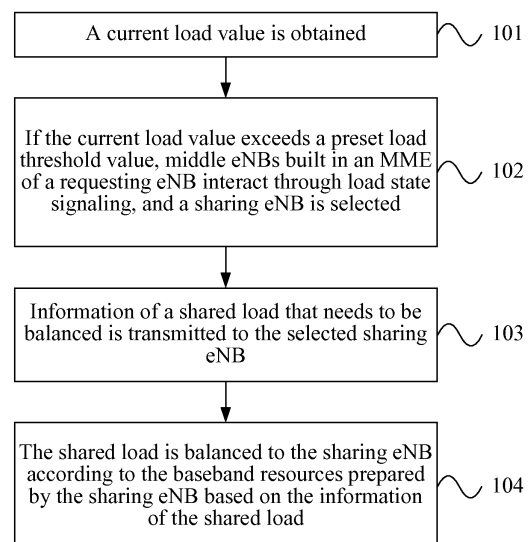 A current load value is obtained
101
If the current load value exceeds a preset load
threshold value, middle eNBs built in an MME
of a requesting eNB interact through load state
signaling, and a sharing eNB is selected
102
Information of a shared load that needs to be
balanced is transmitted to the selected sharing
eNB
103
The shared load is balanced to the sharing eNB
according to the baseband resources prepared
by the sharing eNB based on the information
of the shared load
104